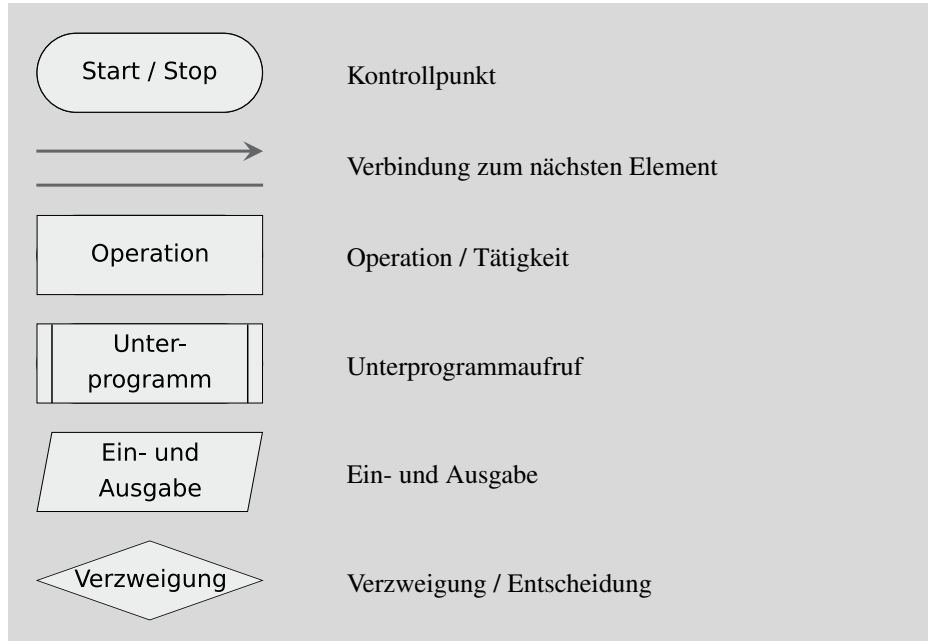 Start / Stop
Kontrollpunkt
Verbindung zum nächsten Element
Operation
Operation / Tätigkeit
Unter-
programm
Unterprogrammaufruf
Ein- und
Ausgabe
Ein- und Ausgabe
Verzweigung
Verzweigung / Entscheidung